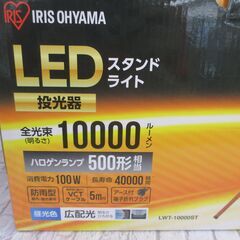 IRIS IRIS OHYAMA
LED スタンドライト
投光器
全光束(明るさ) 10000 ルーメン
ハロゲンランプ 500形 相当
消費電力 100W 長寿命 40000 時間
防雨型 VCTケーブル 5m アース付
昼光色 広配光
LWT-10000ST